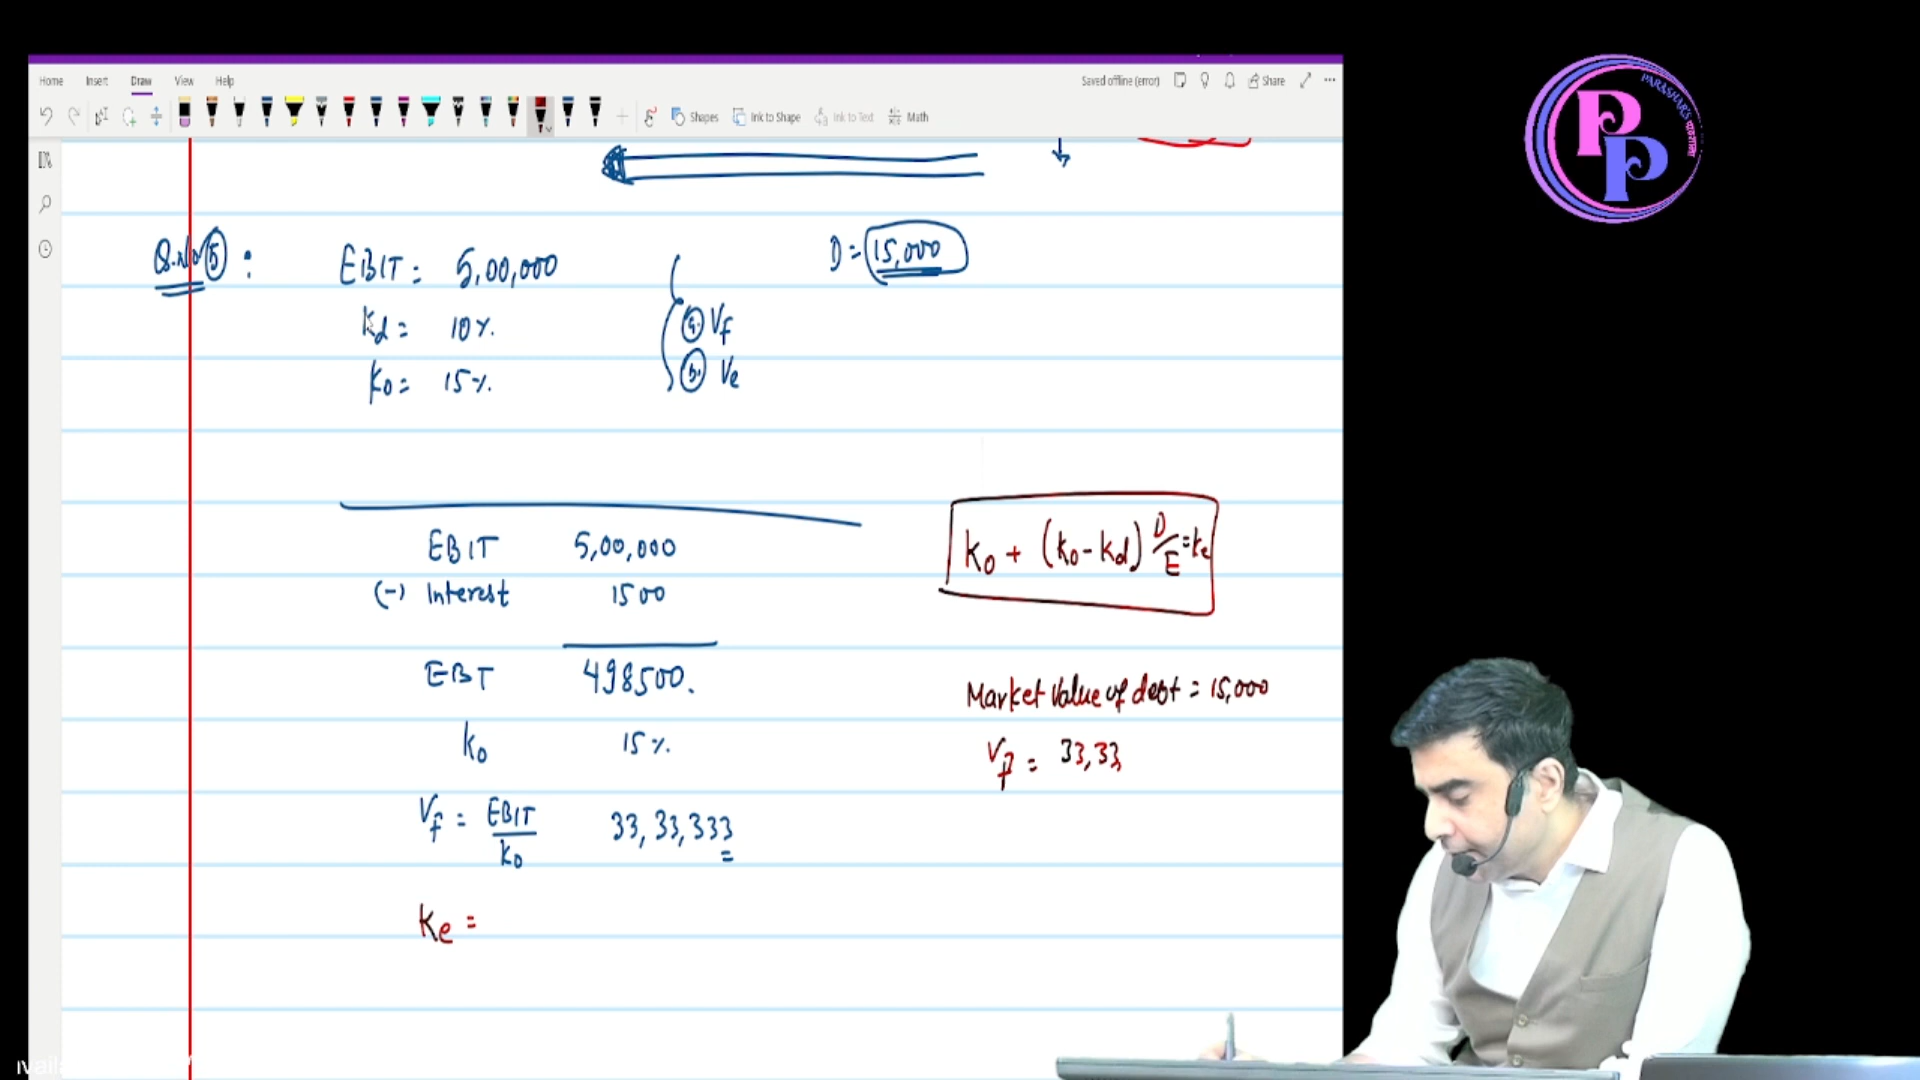 Home Insert Draw View Help
Saved offline (error) Share
Shapes Ink to Shape Ink to Text Math
Q.No 5 :
EBIT = 5,00,000
D = 15,000
Kd = 10%.
a. Vf
Ko = 15%.
b. Ve
EBIT 5,00,000
(-) Interest 1500
EBT 498500.
Ko 15%.
Vf = EBIT / Ko 33,33,333
Ke =
Ko + (Ko - Kd) D/E = Ke
Market Value of debt = 15,000
Vf = 33,33
PP
PARASHAR'S